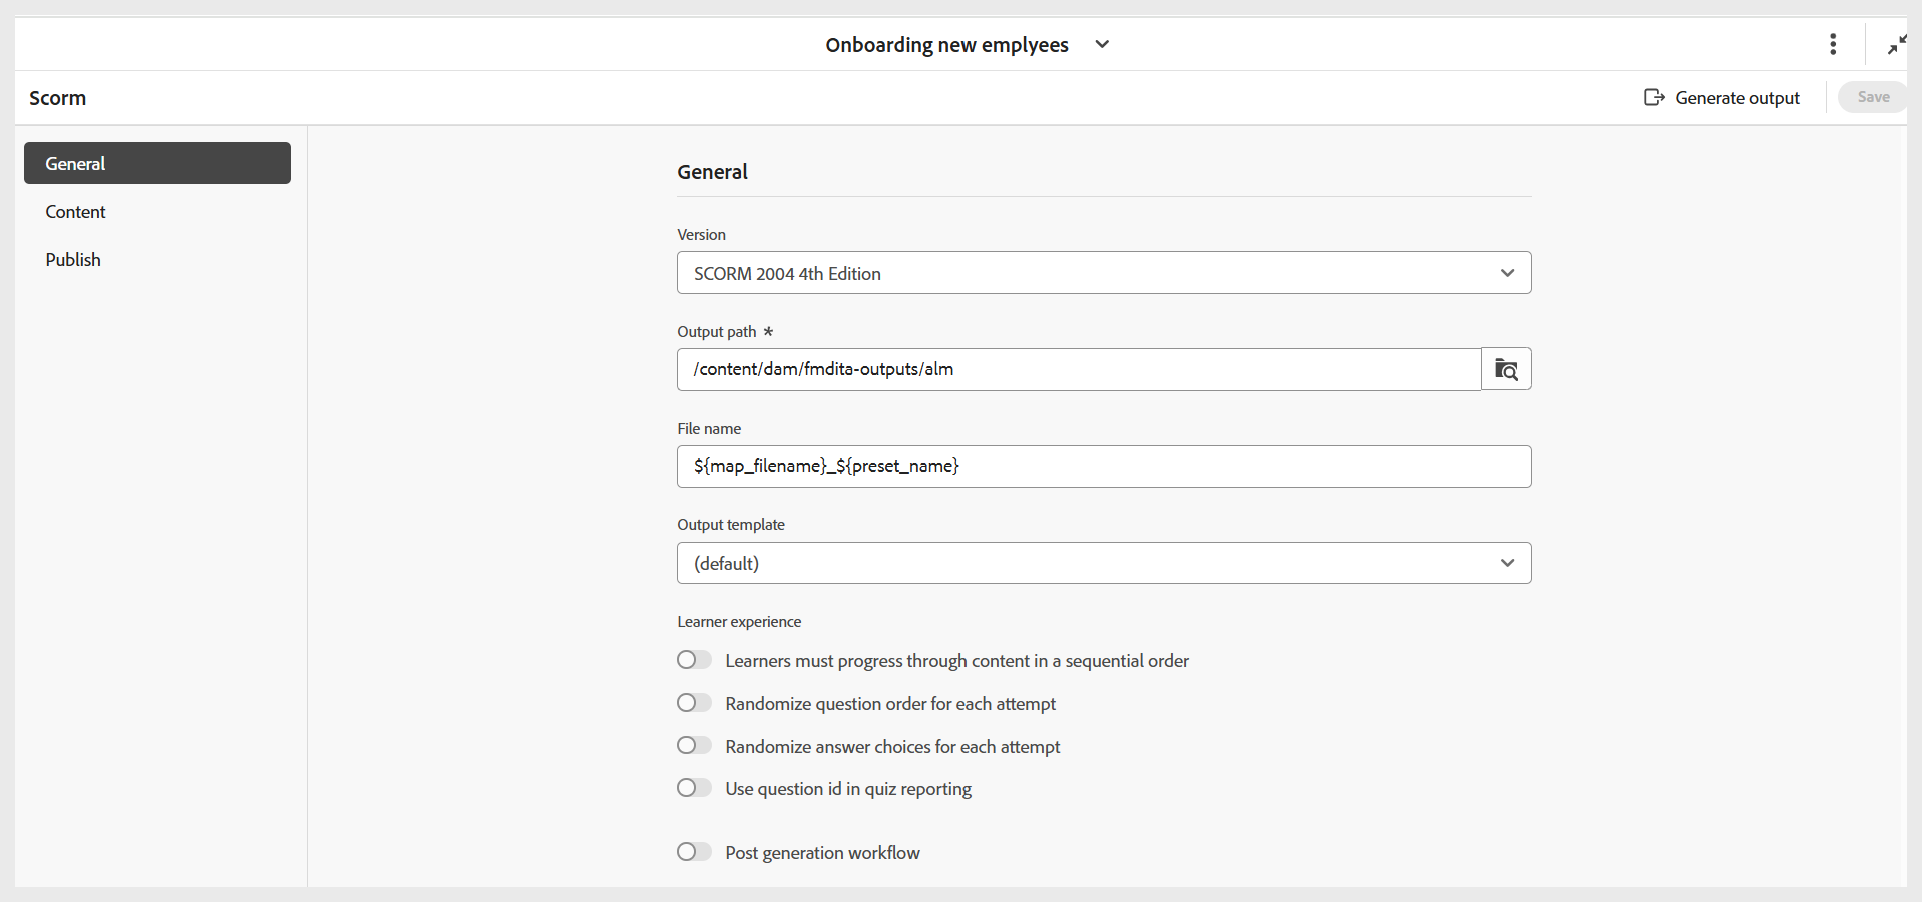 Onboarding new emplyees
Scorm
Generate output
Save
General
Content
Publish
General
Version
SCORM 2004 4th Edition
Output path *
/content/dam/fmdita-outputs/alm
File name
${map_filename}_${preset_name}
Output template
(default)
Learner experience
Learners must progress through content in a sequential order
Randomize question order for each attempt
Randomize answer choices for each attempt
Use question id in quiz reporting
Post generation workflow